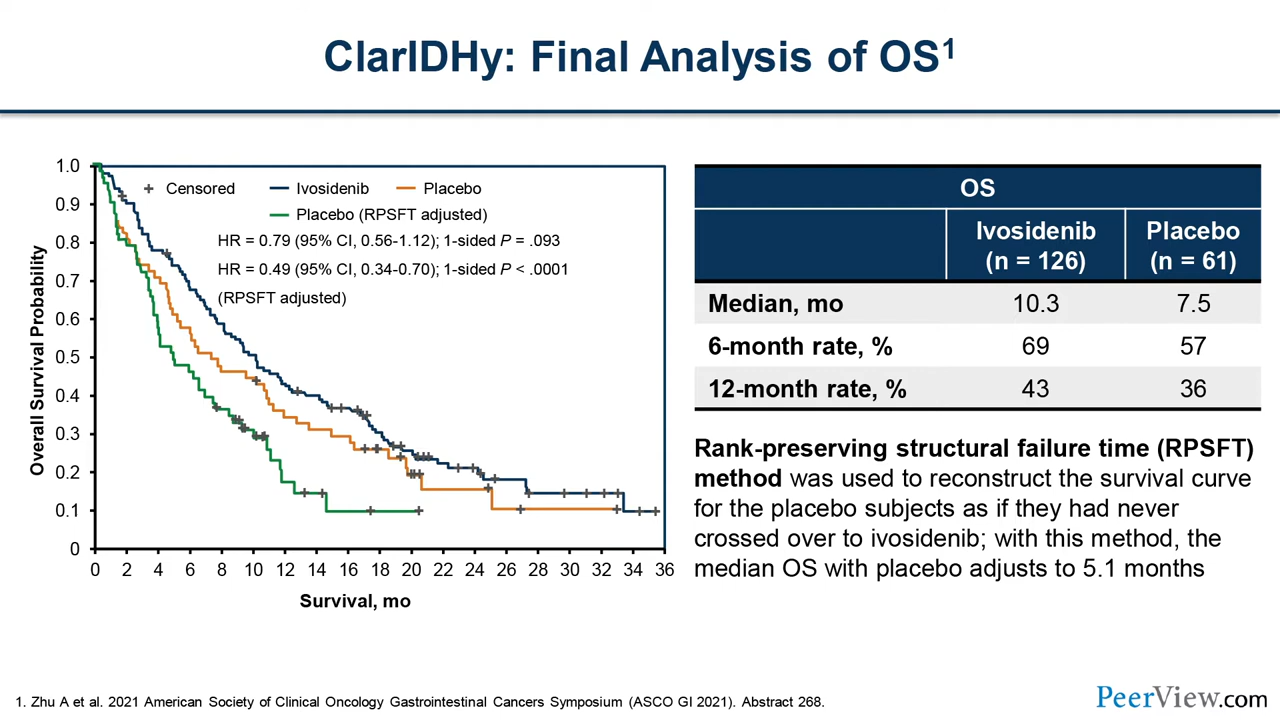 ClarIDHy: Final Analysis of OS1
Overall Survival Probability
1.0
0.9
0.8
0.7
0.6
0.5
0.4
0.3
0.2
0.1
0
Censored Ivosidenib Placebo
Placebo (RPSFT adjusted)
HR = 0.79 (95% CI, 0.56-1.12); 1-sided P = .093
HR = 0.49 (95% CI, 0.34-0.70); 1-sided P < .0001
(RPSFT adjusted)
0 2 4 6 8 10 12 14 16 18 20 22 24 26 28 30 32 34 36
Survival, mo
OS
Ivosidenib Placebo
(n = 126) (n = 61)
Median, mo 10.3 7.5
6-month rate, % 69 57
12-month rate, % 43 36
Rank-preserving structural failure time (RPSFT)
method was used to reconstruct the survival curve
for the placebo subjects as if they had never
crossed over to ivosidenib; with this method, the
median OS with placebo adjusts to 5.1 months
1. Zhu A et al. 2021 American Society of Clinical Oncology Gastrointestinal Cancers Symposium (ASCO GI 2021). Abstract 268.
PeerView.com